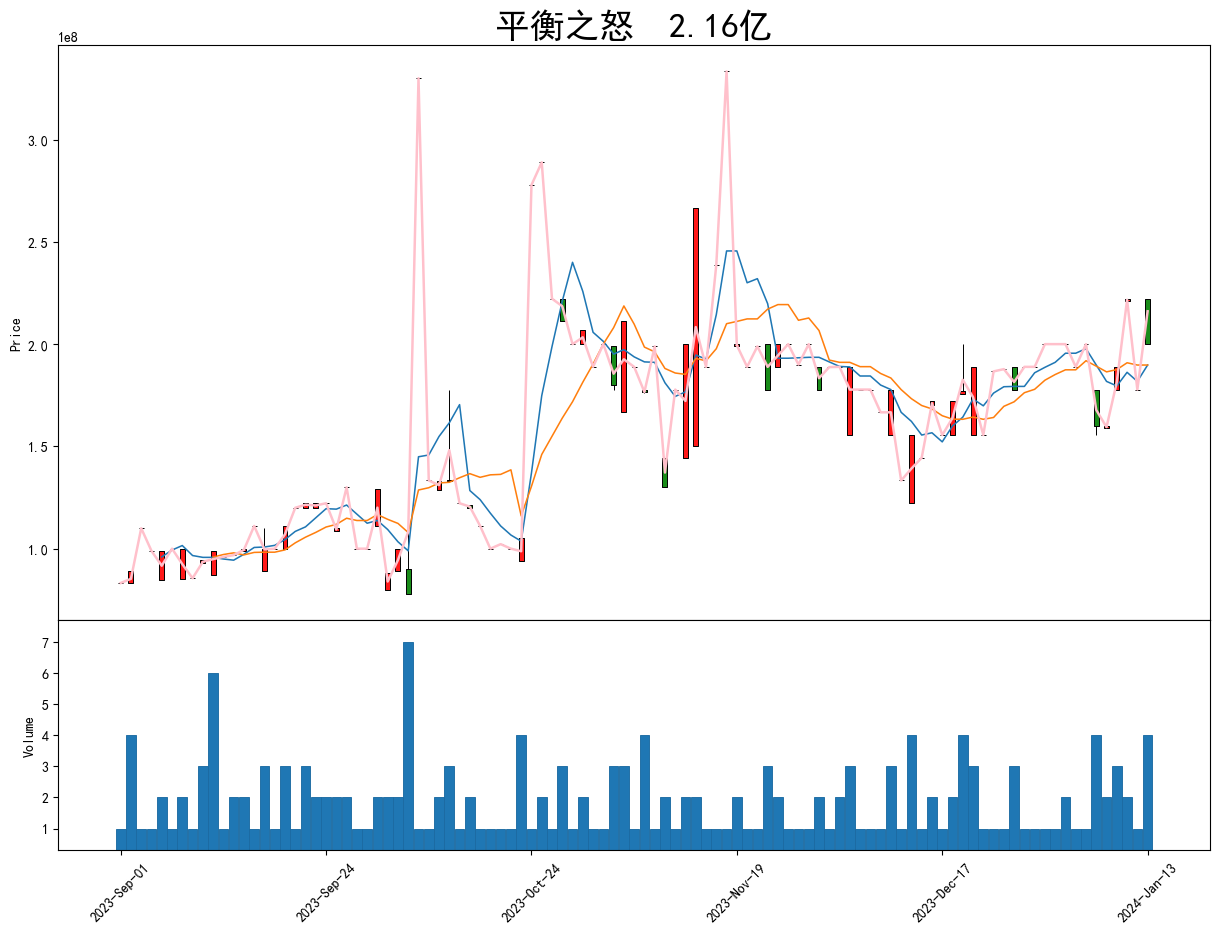 平衡之怒 2.16亿
1e8
Price
3.0
2.5
2.0
1.5
1.0
Volume
7
6
5
4
3
2
1
2023-Sep-01
2023-Sep-24
2023-Oct-24
2023-Nov-19
2023-Dec-17
2024-Jan-13